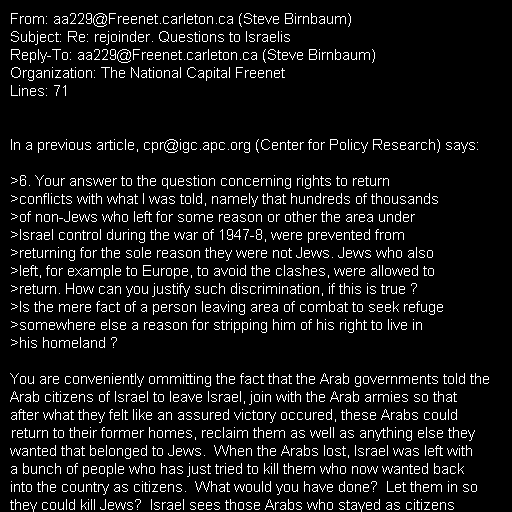 From: aa229@Freenet.carleton.ca (Steve Birnbaum)
Subject: Re: rejoinder. Questions to Israelis
Reply-To: aa229@Freenet.carleton.ca (Steve Birnbaum)
Organization: The National Capital Freenet
Lines: 71

In a previous article, cpr@igc.apc.org (Center for Policy Research) says:

>6. Your answer to the question concerning rights to return
>conflicts with what I was told, namely that hundreds of thousands
>of non-Jews who left for some reason or other the area under
>Israel control during the war of 1947-8, were prevented from
>returning for the sole reason they were not Jews. Jews who also
>left, for example to Europe, to avoid the clashes, were allowed to
>return. How can you justify such discrimination, if this is true ?
>Is the mere fact of a person leaving area of combat to seek refuge
>somewhere else a reason for stripping him of his right to live in
>his homeland ?

You are conveniently ommitting the fact that the Arab governments told the
Arab citizens of Israel to leave Israel, join with the Arab armies so that
after what they felt like an assured victory occured, these Arabs could
return to their former homes, reclaim them as well as anything else they
wanted that belonged to Jews.  When the Arabs lost, Israel was left with
a bunch of people who has just tried to kill them who now wanted back
into the country as citizens.  What would you have done?  Let them in so
they could kill Jews?  Israel sees those Arabs who stayed as citizens